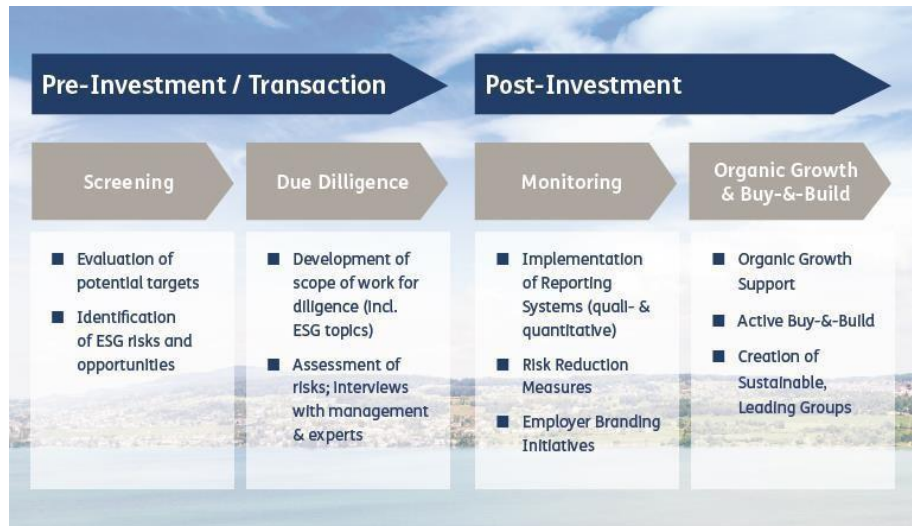 Pre-Investment / Transaction
Post-Investment
Screening
Due Dilligence
Monitoring
Organic Growth
& Buy-&-Build
■ Evaluation of
potential targets
■ Identification
of ESG risks and
opportunities
■ Development of
scope of work for
diligence (incl.
ESG topics)
■ Assessment of
risks; interviews
with management
& experts
■ Implementation
of Reporting
Systems (quali- &
quantitative)
■ Risk Reduction
Measures
■ Employer Branding
Initiatives
■ Organic Growth
Support
■ Active Buy-&-Build
■ Creation of
Sustainable,
Leading Groups